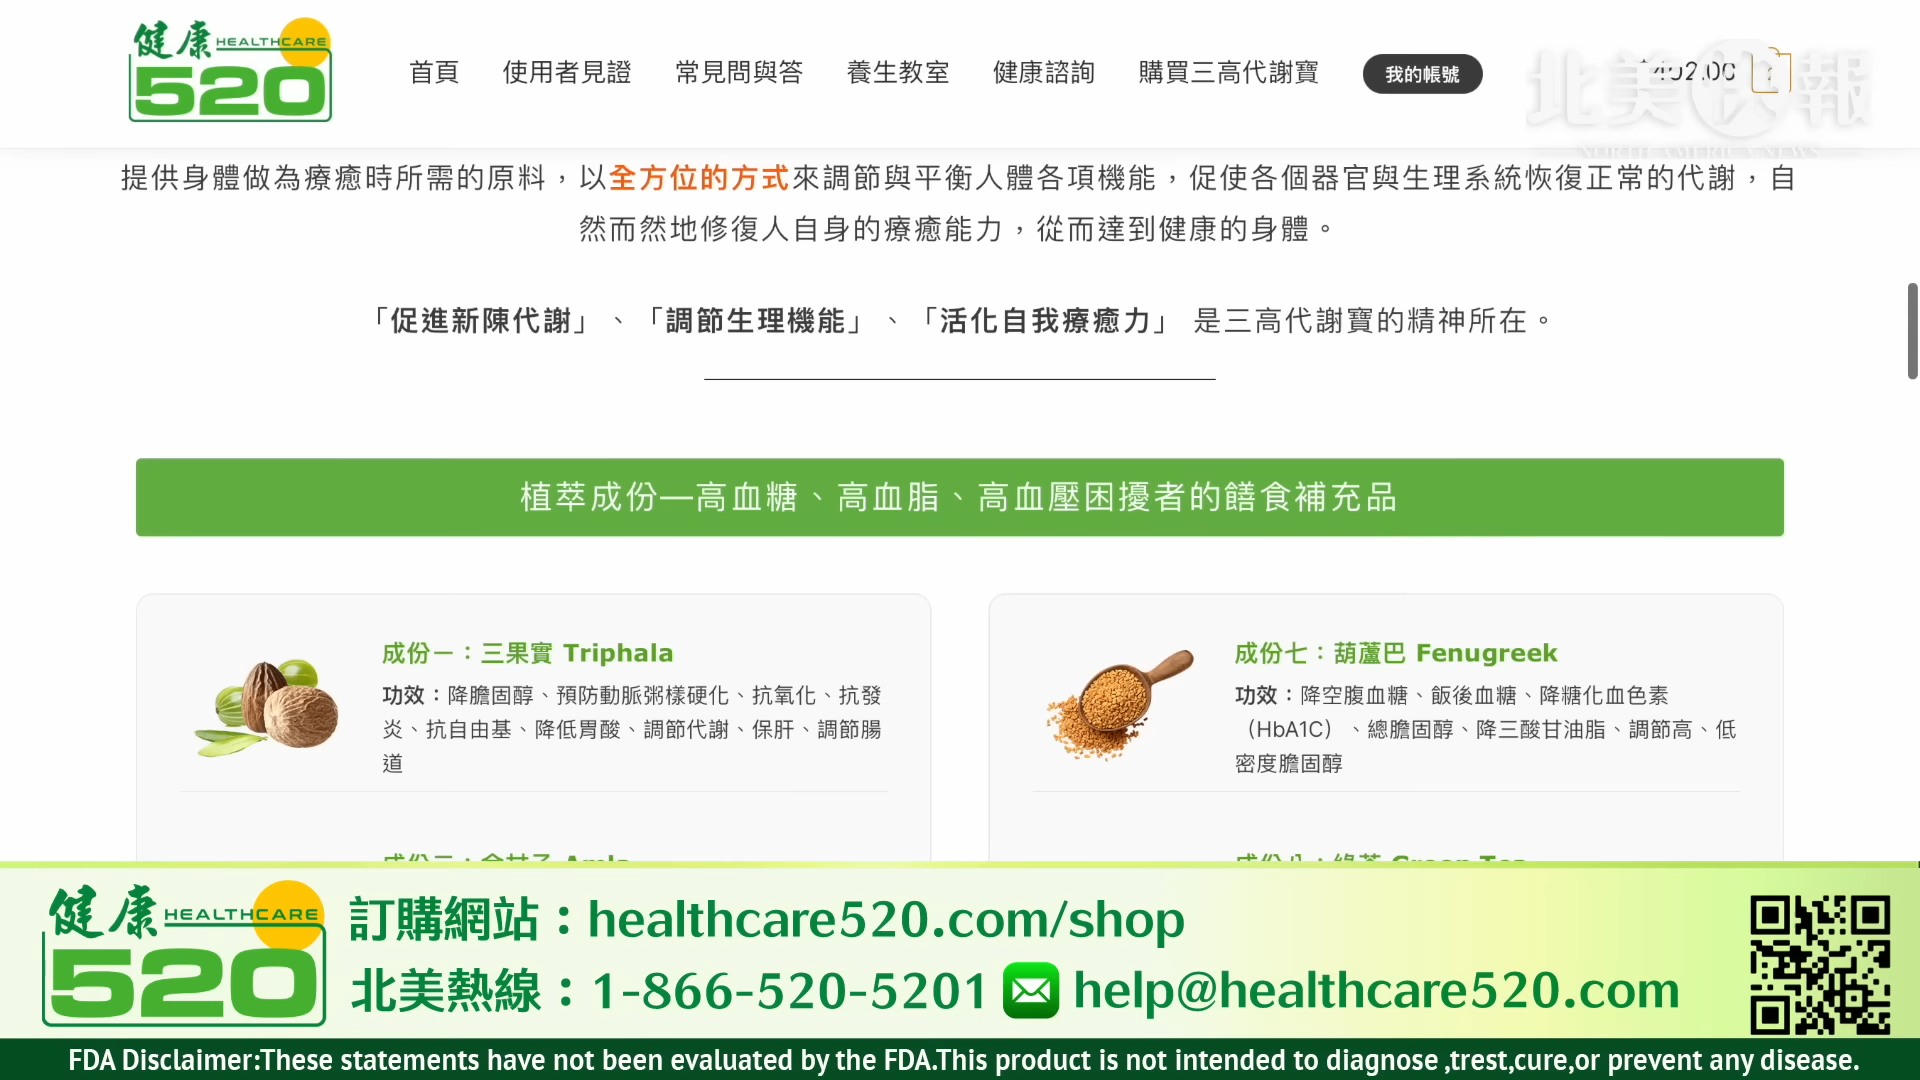 健康 HEALTHCARE
520
首頁 使用者見證 常見問與答 養生教室 健康諮詢 購買三高代謝寶 我的帳號
北美快報
NORTH AMERICA NEWS
提供身體做為療癒時所需的原料，以全方位的方式來調節與平衡人體各項機能，促使各個器官與生理系統恢復正常的代謝，自
然而然地修復人自身的療癒能力，從而達到健康的身體。
「促進新陳代謝」、「調節生理機能」、「活化自我療癒力」 是三高代謝寶的精神所在。
植萃成份—高血糖、高血脂、高血壓困擾者的饍食補充品
成份一：三果實 Triphala
功效：降膽固醇、預防動脈粥樣硬化、抗氧化、抗發
炎、抗自由基、降低胃酸、調節代謝、保肝、調節腸
道
成份七：葫蘆巴 Fenugreek
功效：降空腹血糖、飯後血糖、降糖化血色素
（HbA1C）、總膽固醇、降三酸甘油脂、調節高、低
密度膽固醇
健康 HEALTHCARE
520
訂購網站：healthcare520.com/shop
北美熱線：1-866-520-5201 help@healthcare520.com
FDA Disclaimer:These statements have not been evaluated by the FDA.This product is not intended to diagnose ,trest,cure,or prevent any disease.